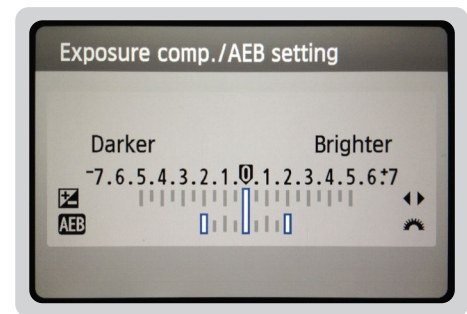 Exposure comp./AEB setting
Darker Brighter
-7.6.5.4.3.2.1.0.1.2.3.4.5.6.+7
AEB